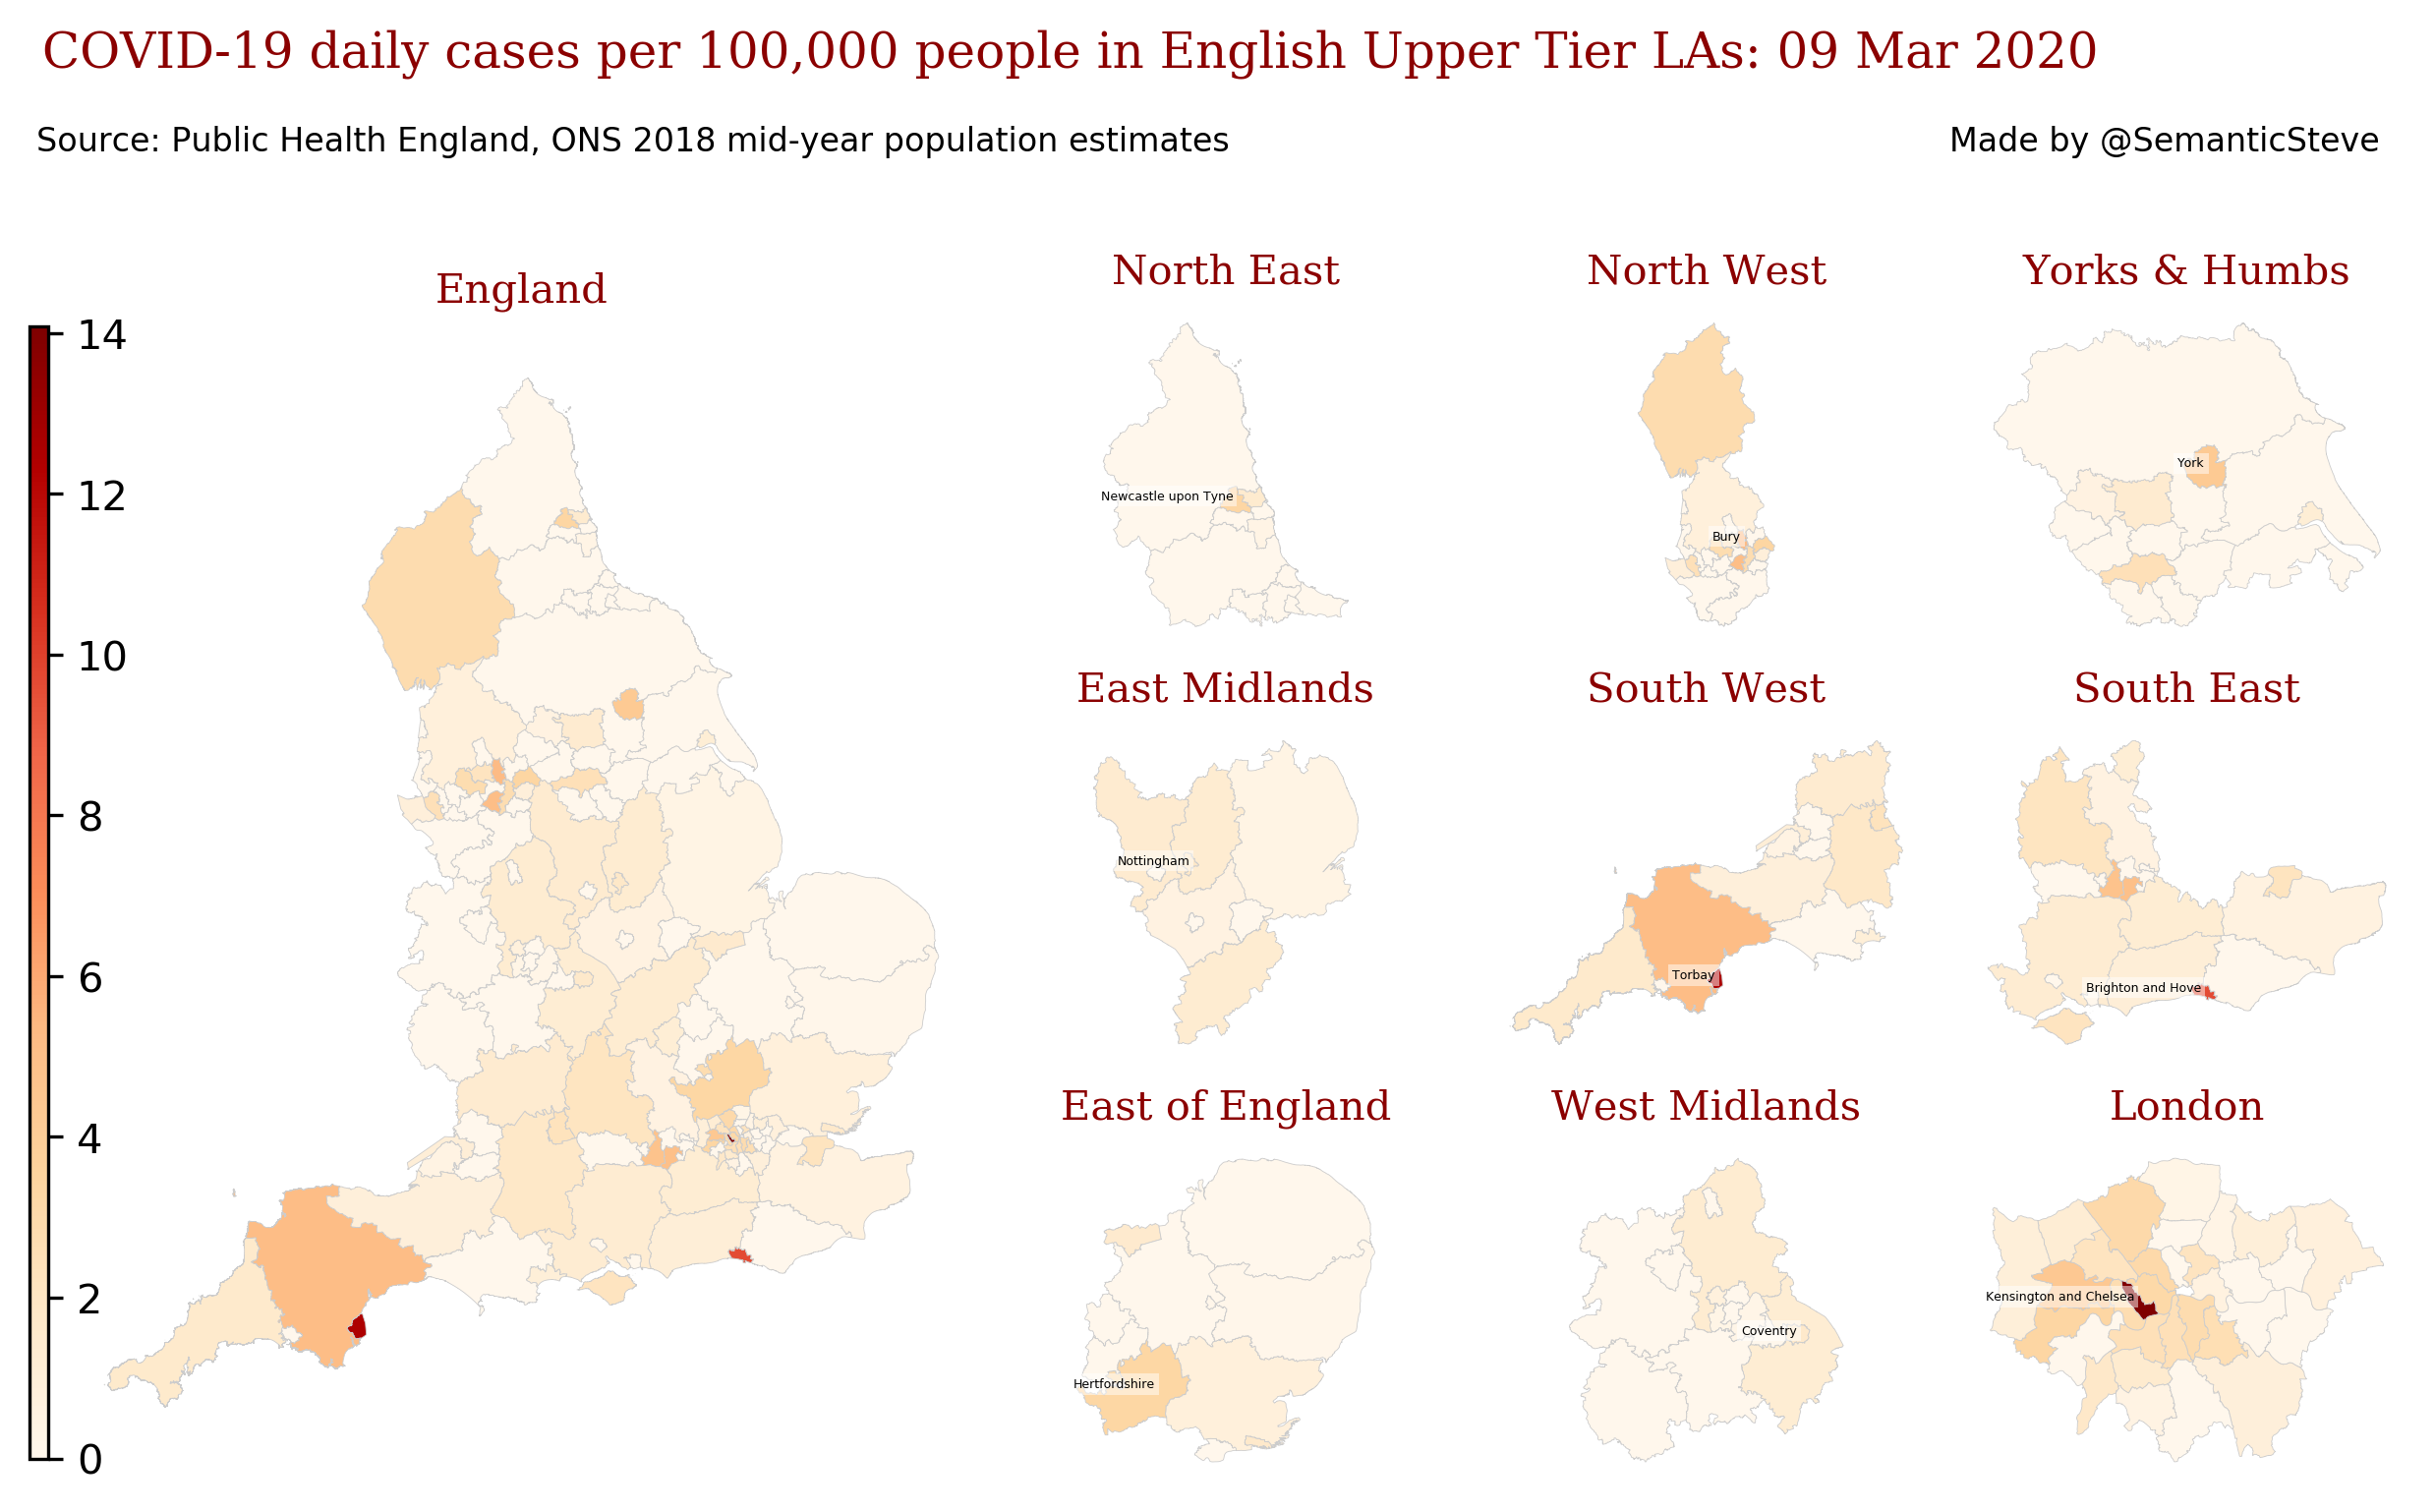 COVID-19 daily cases per 100,000 people in English Upper Tier LAs: 09 Mar 2020
Source: Public Health England, ONS 2018 mid-year population estimates
Made by @SemanticSteve
England
14
12
10
8
6
4
2
0
North East
Newcastle upon Tyne
North West
Bury
Yorks & Humbs
York
East Midlands
Nottingham
South West
Torbay
South East
Brighton and Hove
East of England
Hertfordshire
West Midlands
Coventry
London
Kensington and Chelsea